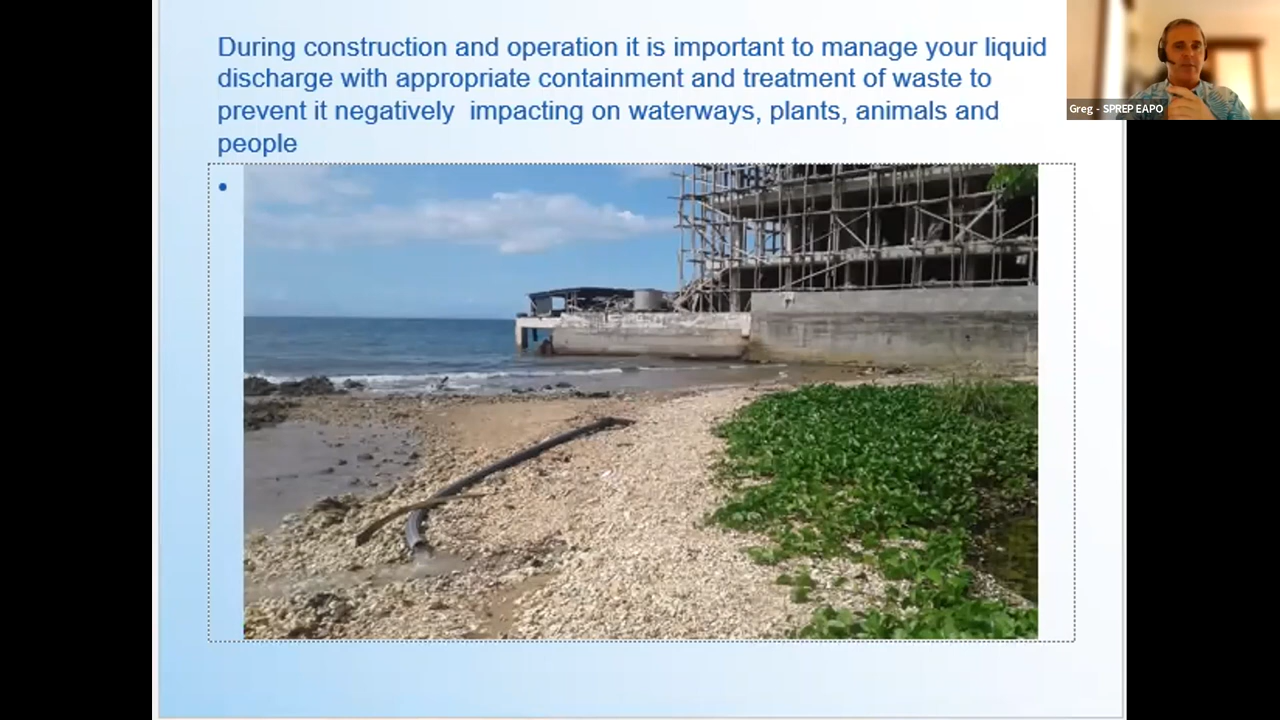 During construction and operation it is important to manage your liquid
discharge with appropriate containment and treatment of waste to
prevent it negatively  impacting on waterways, plants, animals and
people
Greg - SPREP EAPO